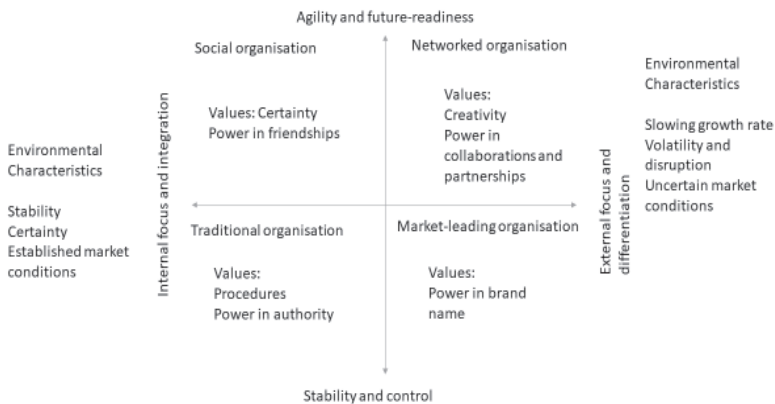 Agility and future-readiness
Social organisation
Networked organisation
Values: Certainty
Power in friendships
Values:
Creativity
Power in
collaborations and
partnerships
Environmental
Characteristics
Stability
Certainty
Established market
conditions
Internal focus and integration
External focus and
differentiation
Environmental
Characteristics
Slowing growth rate
Volatility and
disruption
Uncertain market
conditions
Traditional organisation
Market-leading organisation
Values:
Procedures
Power in authority
Values:
Power in brand
name
Stability and control